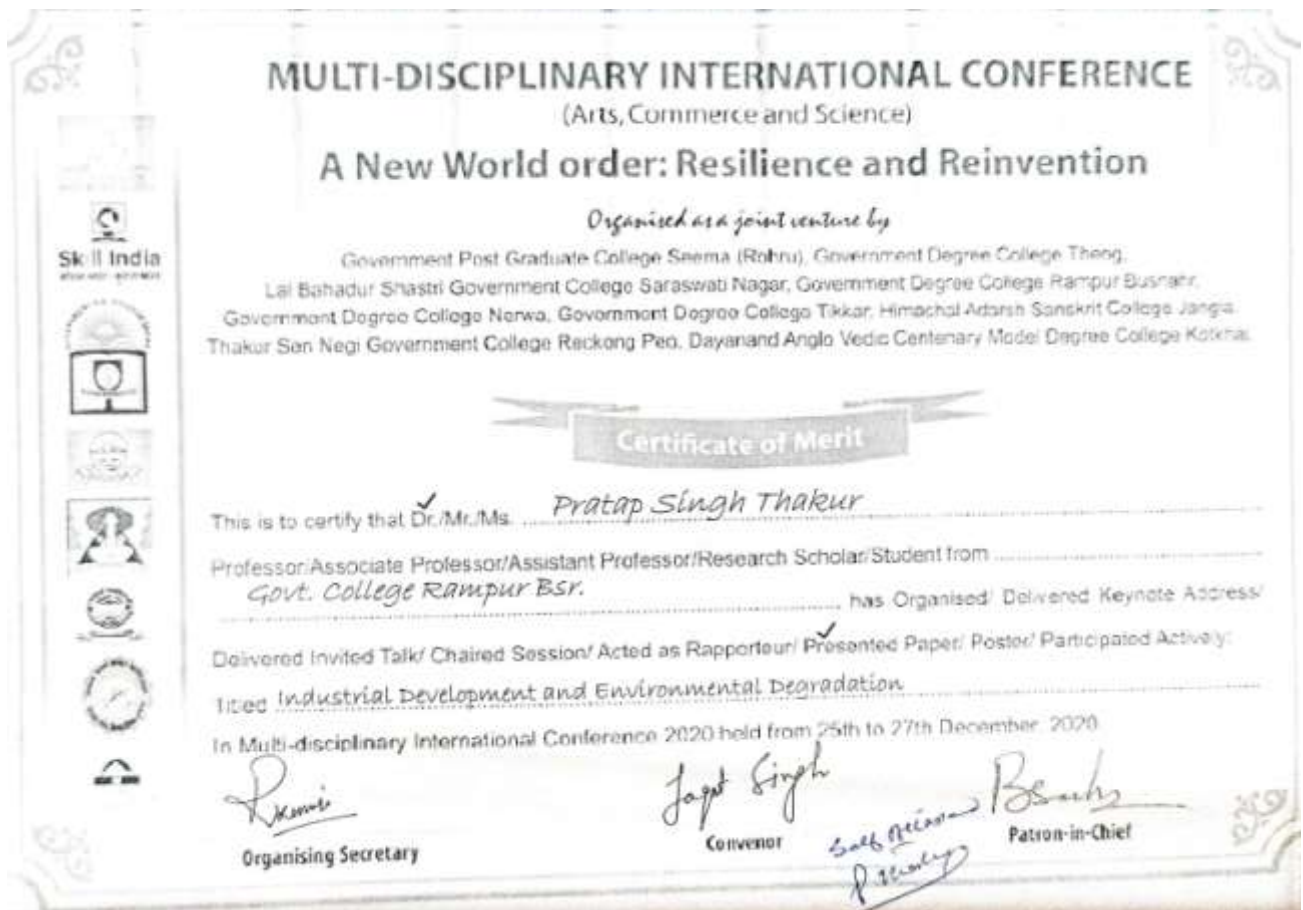 MULTI-DISCIPLINARY INTERNATIONAL CONFERENCE
(Arts, Commerce and Science)
A New World order: Resilience and Reinvention
Organised as a joint venture by
Government Post Graduate College Seema (Rohru), Government Degree College Theog,
Lal Bahadur Shastri Government College Saraswati Nagar, Government Degree College Rampur Busharh,
Government Degree College Nerwa, Government Degree College Tikkar, Himachal Adarsh Sanskrit College Jangla
Thakur Sen Negi Government College Reckong Peo, Dayanand Anglo Vedic Centenary Model Degree College Kotkhai
Skill India
Certificate of Merit
This is to certify that Dr./Mr./Ms. Pratap Singh Thakur
Professor/Associate Professor/Assistant Professor/Research Scholar/Student from
Govt. College Rampur Bsr. has Organised/ Delivered Keynote Address/
Delivered Invited Talk/ Chaired Session/ Acted as Rapporteur/ Presented Paper/ Poster/ Participated Actively:
Titled Industrial Development and Environmental Degradation
In Multi-disciplinary International Conference 2020 held from 25th to 27th December, 2020
Jagat Singh
Organising Secretary
Convenor
Self
Patron-in-Chief